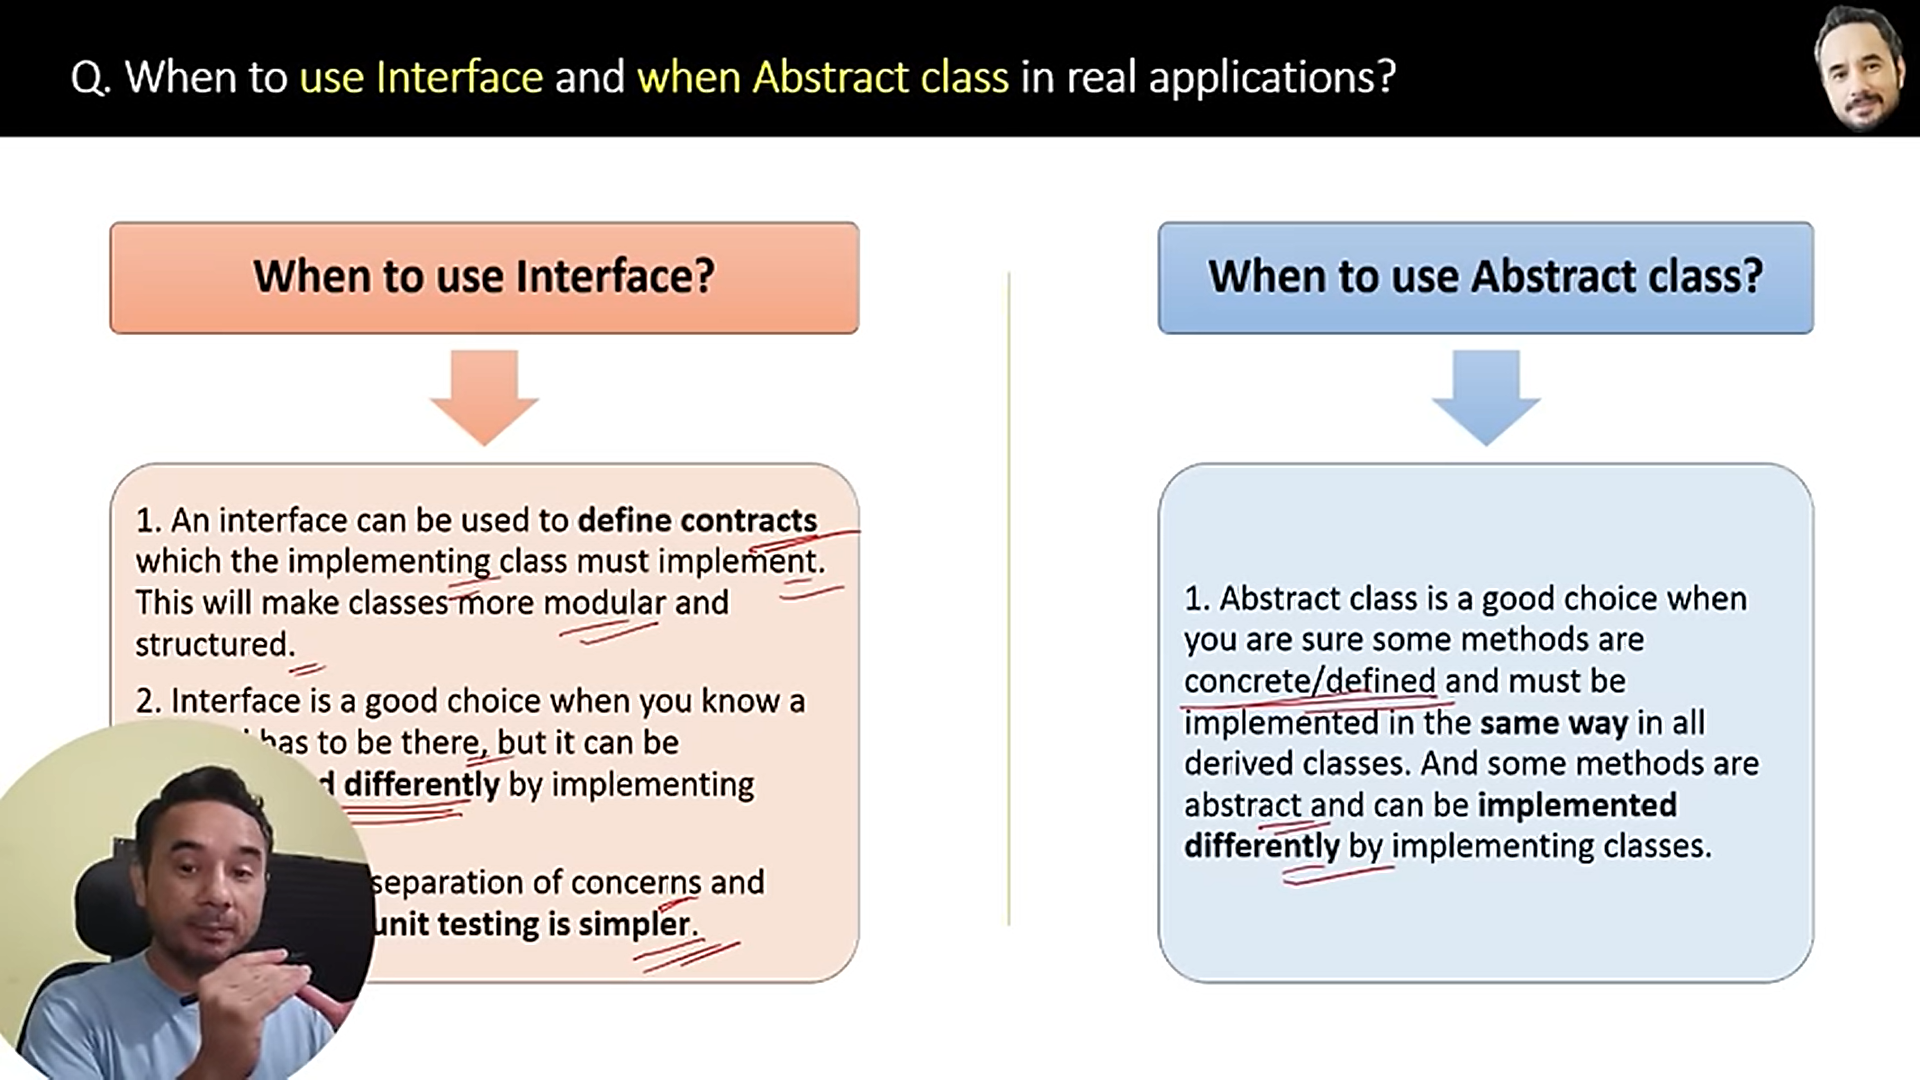 Q. When to use Interface and when Abstract class in real applications?
When to use Interface?
1. An interface can be used to define contracts
which the implementing class must implement.
This will make classes more modular and
structured.
2. Interface is a good choice when you know a
has to be there, but it can be
differently by implementing
separation of concerns and
unit testing is simpler.
When to use Abstract class?
1. Abstract class is a good choice when
you are sure some methods are
concrete/defined and must be
implemented in the same way in all
derived classes. And some methods are
abstract and can be implemented
differently by implementing classes.